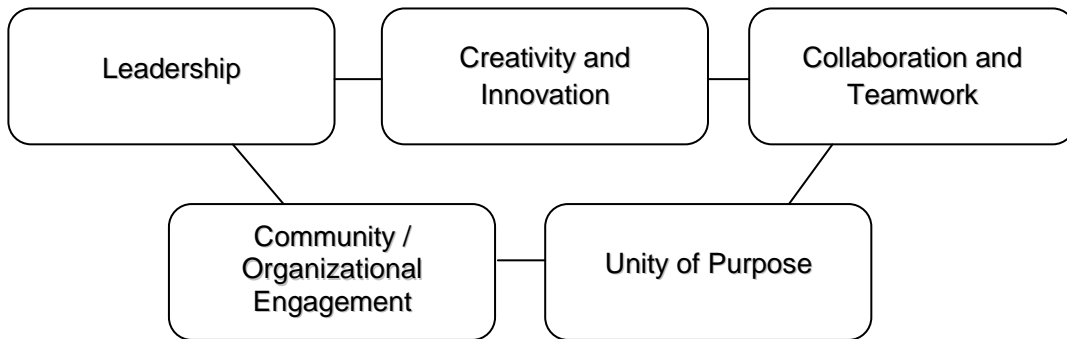 Leadership
Creativity and
Innovation
Collaboration and
Teamwork
Community /
Organizational
Engagement
Unity of Purpose